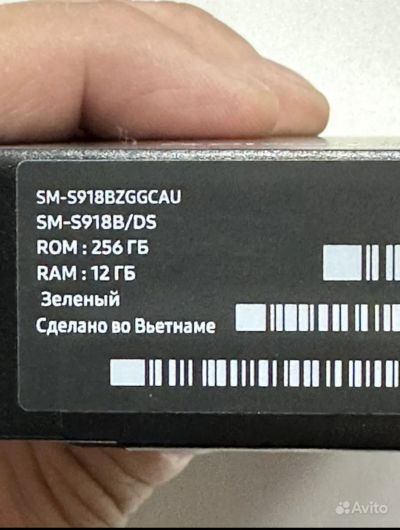 SM-S918BZGGCAU
SM-S918B/DS
ROM : 256 ГБ
RAM : 12 ГБ
Зеленый
Сделано во Вьетнаме
Avito